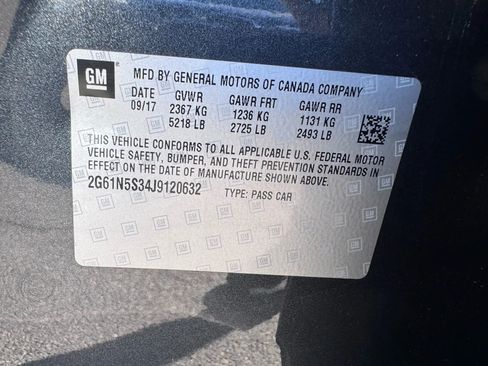 GM
MFD BY GENERAL MOTORS OF CANADA COMPANY
DATE GVWR GAWR FRT GAWR RR
09/17 2367 KG 1236 KG 1131 KG
5218 LB 2725 LB 2493 LB
THIS VEHICLE CONFORMS TO ALL APPLICABLE U.S. FEDERAL MOTOR
VEHICLE SAFETY, BUMPER, AND THEFT PREVENTION STANDARDS IN
EFFECT ON THE DATE OF MANUFACTURE SHOWN ABOVE.
2G61N5S34J9120632 TYPE: PASS CAR